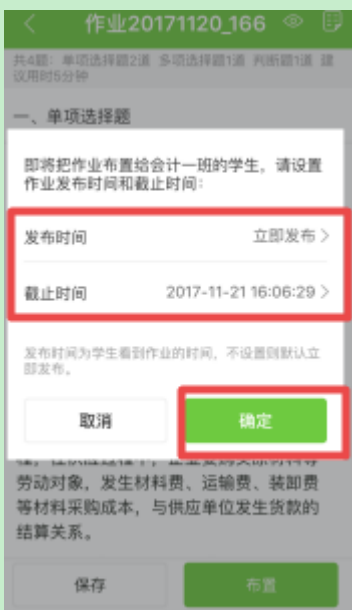 作业20171120_166
共4题：单项选择题2道 多项选择题1道 判断题1道 建
议用时5分钟
一、单项选择题
即将把作业布置给会计一班的学生，请设置
作业发布时间和截止时间：
发布时间 立即发布
截止时间 2017-11-21 16:06:29
发布时间为学生看到作业的时间，不设置则默认立
即发布。
取消 确定
劳动对象，发生材料费、运输费、装卸费
等材料采购成本，与供应单位发生货款的
结算关系。
保存 布置